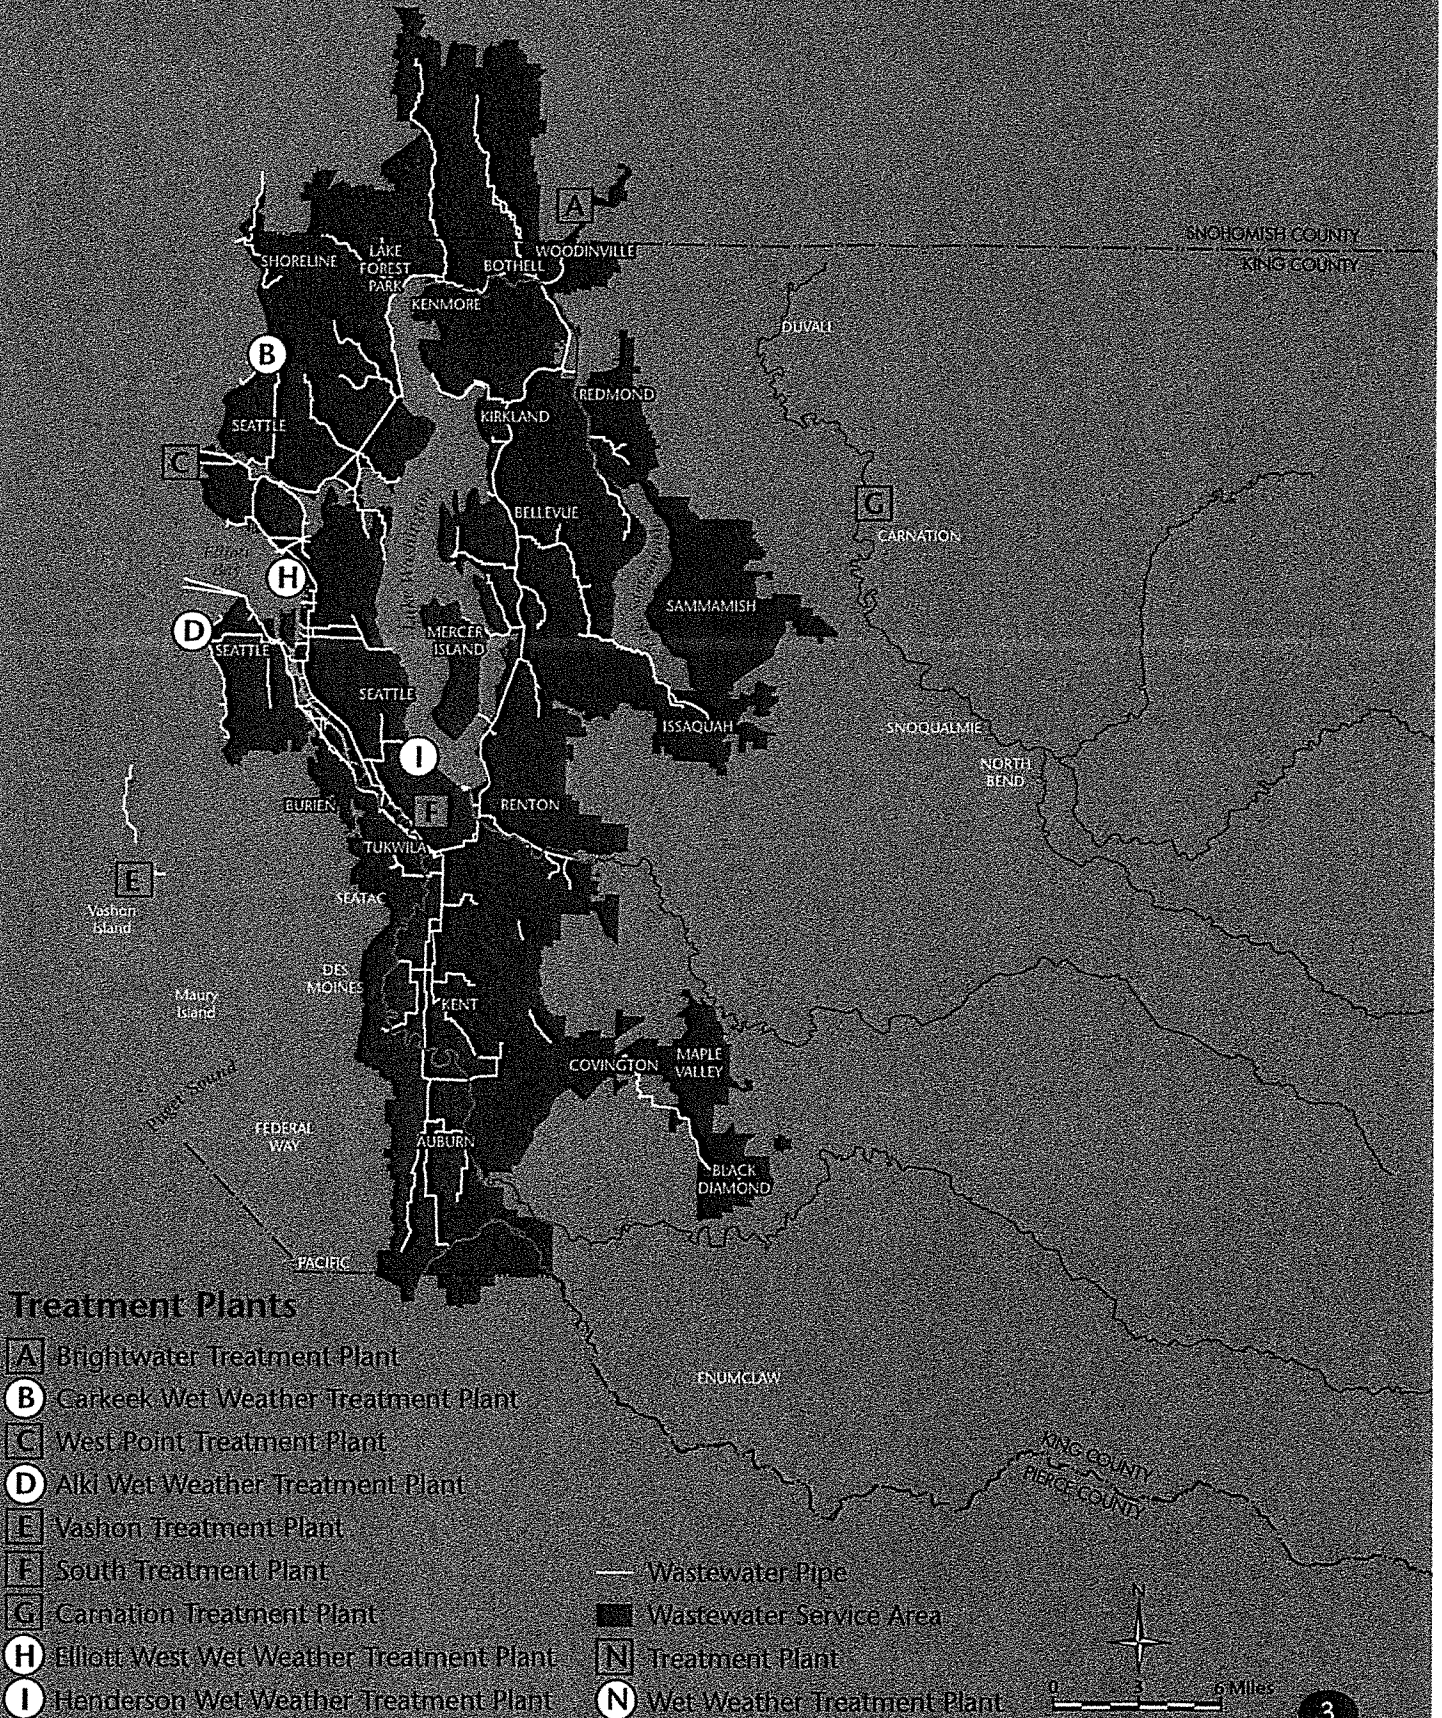 A
SNOHOMISH COUNTY
KING COUNTY
SHORELINE
LAKE
FOREST
PARK
BOTHELL
WOODINVILLE
KENMORE
DUVALL
B
REDMOND
KIRKLAND
SEATTLE
C
G
BELLEVUE
CARNATION
H
SAMMAMISH
D
MERCER
ISLAND
SEATTLE
SEATTLE
ISSAQUAH
SNOQUALMIE
I
NORTH
BEND
BURIEN
F
RENTON
TUKWILA
E
SEATAC
Vashon
Island
DES
MOINES
Maury
Island
KENT
COVINGTON
MAPLE
VALLEY
Puget Sound
FEDERAL
WAY
AUBURN
BLACK
DIAMOND
PACIFIC
ENUMCLAW
KING COUNTY
PIERCE COUNTY
Treatment Plants
A Brightwater Treatment Plant
B Carkeek Wet Weather Treatment Plant
C West Point Treatment Plant
D Alki Wet Weather Treatment Plant
E Vashon Treatment Plant
F South Treatment Plant
G Carnation Treatment Plant
H Elliott West Wet Weather Treatment Plant
I Henderson Wet Weather Treatment Plant
Wastewater Pipe
Wastewater Service Area
N Treatment Plant
N Wet Weather Treatment Plant
N
0 3 6 Miles
3